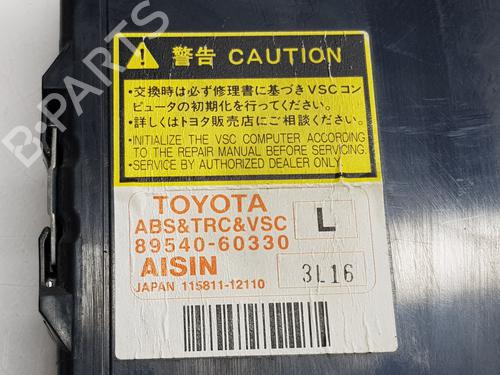 警告 CAUTION
・交換時は必ず修理書に基づきVSCコン
ピュータの初期化を行ってください。
・詳しくはトヨタ販売店にご相談ください。
・INITIALIZE THE VSC COMPUTER ACCORDING
TO THE REPAIR MANUAL BEFORE SERVICING
・SERVICE BY AUTHORIZED DEALER ONLY.
TOYOTA
ABS&TRC&VSC
L
89540-60330
AISIN
3L16
JAPAN 115811-12110
B-Parts